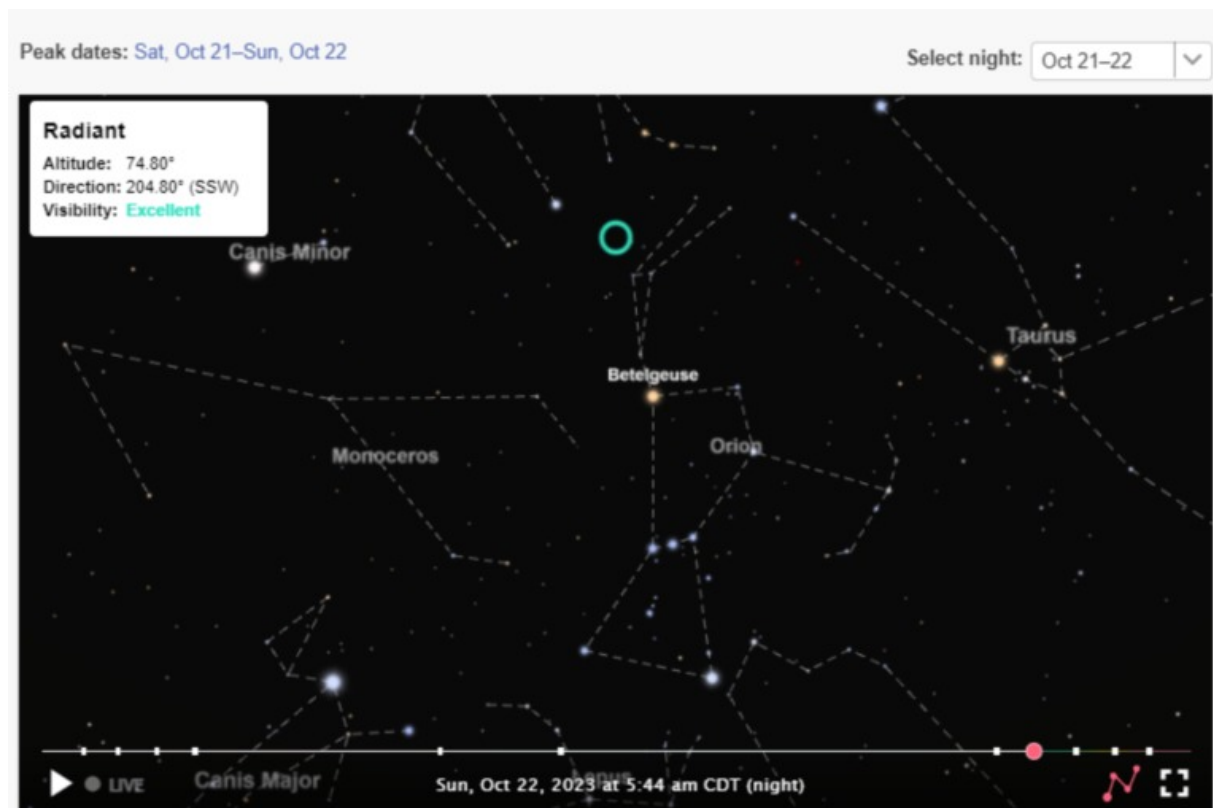 Peak dates: Sat, Oct 21–Sun, Oct 22
Select night: Oct 21–22
Radiant
Altitude: 74.80°
Direction: 204.80° (SSW)
Visibility: Excellent
Canis Minor
Taurus
Betelgeuse
Orion
Monoceros
LIVE
Canis Major
Sun, Oct 22, 2023 at 5:44 am CDT (night)